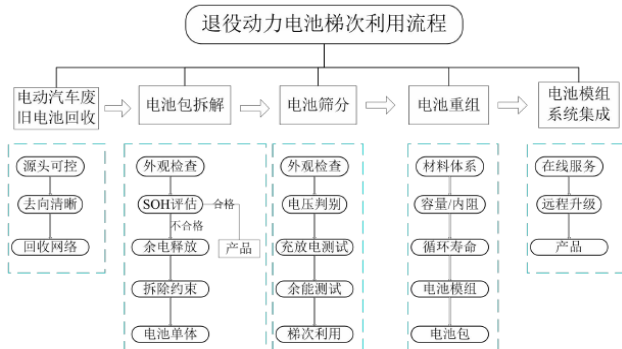 退役动力电池梯次利用流程
电动汽车废
旧电池回收
电池包拆解
电池筛分
电池重组
电池模组
系统集成
源头可控
去向清晰
回收网络
外观检查
SOH评估
合格
不合格
产品
余电释放
拆除约束
电池单体
外观检查
电压判别
充放电测试
余能测试
梯次利用
材料体系
容量/内阻
循环寿命
电池模组
电池包
在线服务
远程升级
产品